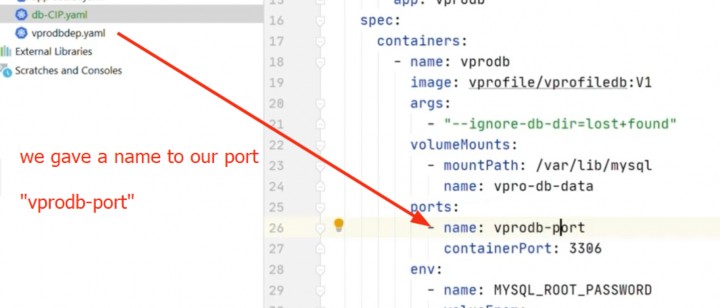 db-CIP.yaml
vprodbdep.yaml
External Libraries
Scratches and Consoles
we gave a name to our port
"vprodb-port"
15
16
17
18
19
20
21
22
23
24
25
26
27
28
29
app: vprodb
spec:
containers:
- name: vprodb
image: vprofile/vprofiledb:V1
args:
- "--ignore-db-dir=lost+found"
volumeMounts:
- mountPath: /var/lib/mysql
name: vpro-db-data
ports:
- name: vprodb-port
containerPort: 3306
env:
- name: MYSQL_ROOT_PASSWORD